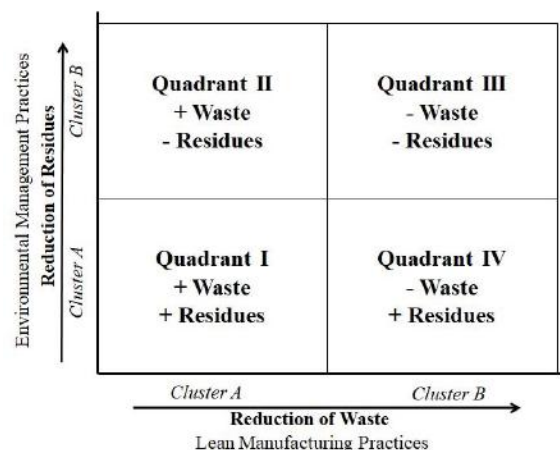 Environmental Management Practices
Reduction of Residues
Cluster B
Cluster A
Quadrant II
+ Waste
- Residues
Quadrant III
- Waste
- Residues
Quadrant I
+ Waste
+ Residues
Quadrant IV
- Waste
+ Residues
Cluster A
Cluster B
Reduction of Waste
Lean Manufacturing Practices